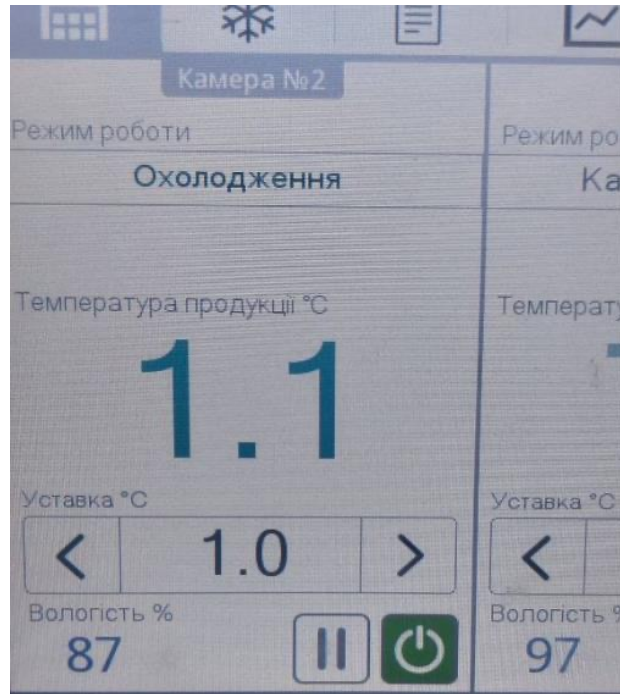 Камера №2
Режим роботи
Охолодження
Температура продукції °C
1.1
Уставка °C
1.0
Вологість %
87
Режим ро
Ка
Температу
Уставка °C
Вологість %
97